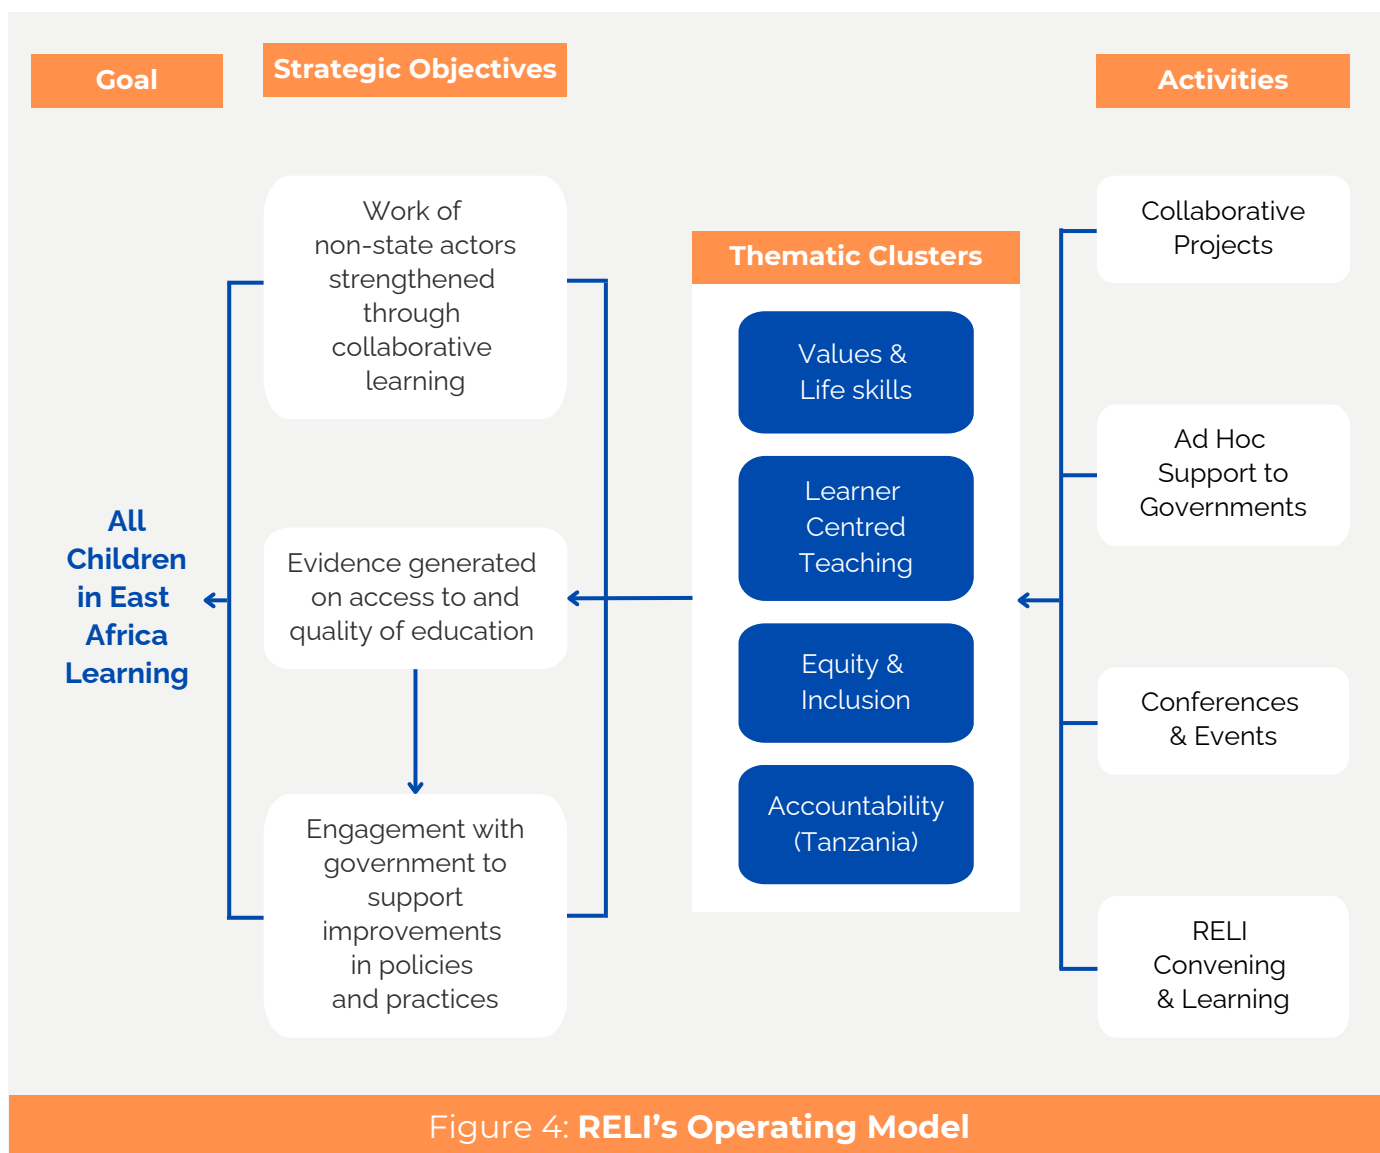 Goal
Strategic Objectives
Activities
Work of
non-state actors
strengthened
through
collaborative
learning
Evidence generated
on access to and
quality of education
Engagement with
government to
support
improvements
in policies
and practices
All
Children
in East
Africa
Learning
Thematic Clusters
Values &
Life skills
Learner
Centred
Teaching
Equity &
Inclusion
Accountability
(Tanzania)
Collaborative
Projects
Ad Hoc
Support to
Governments
Conferences
& Events
RELI
Convening
& Learning
Figure 4: RELI’s Operating Model